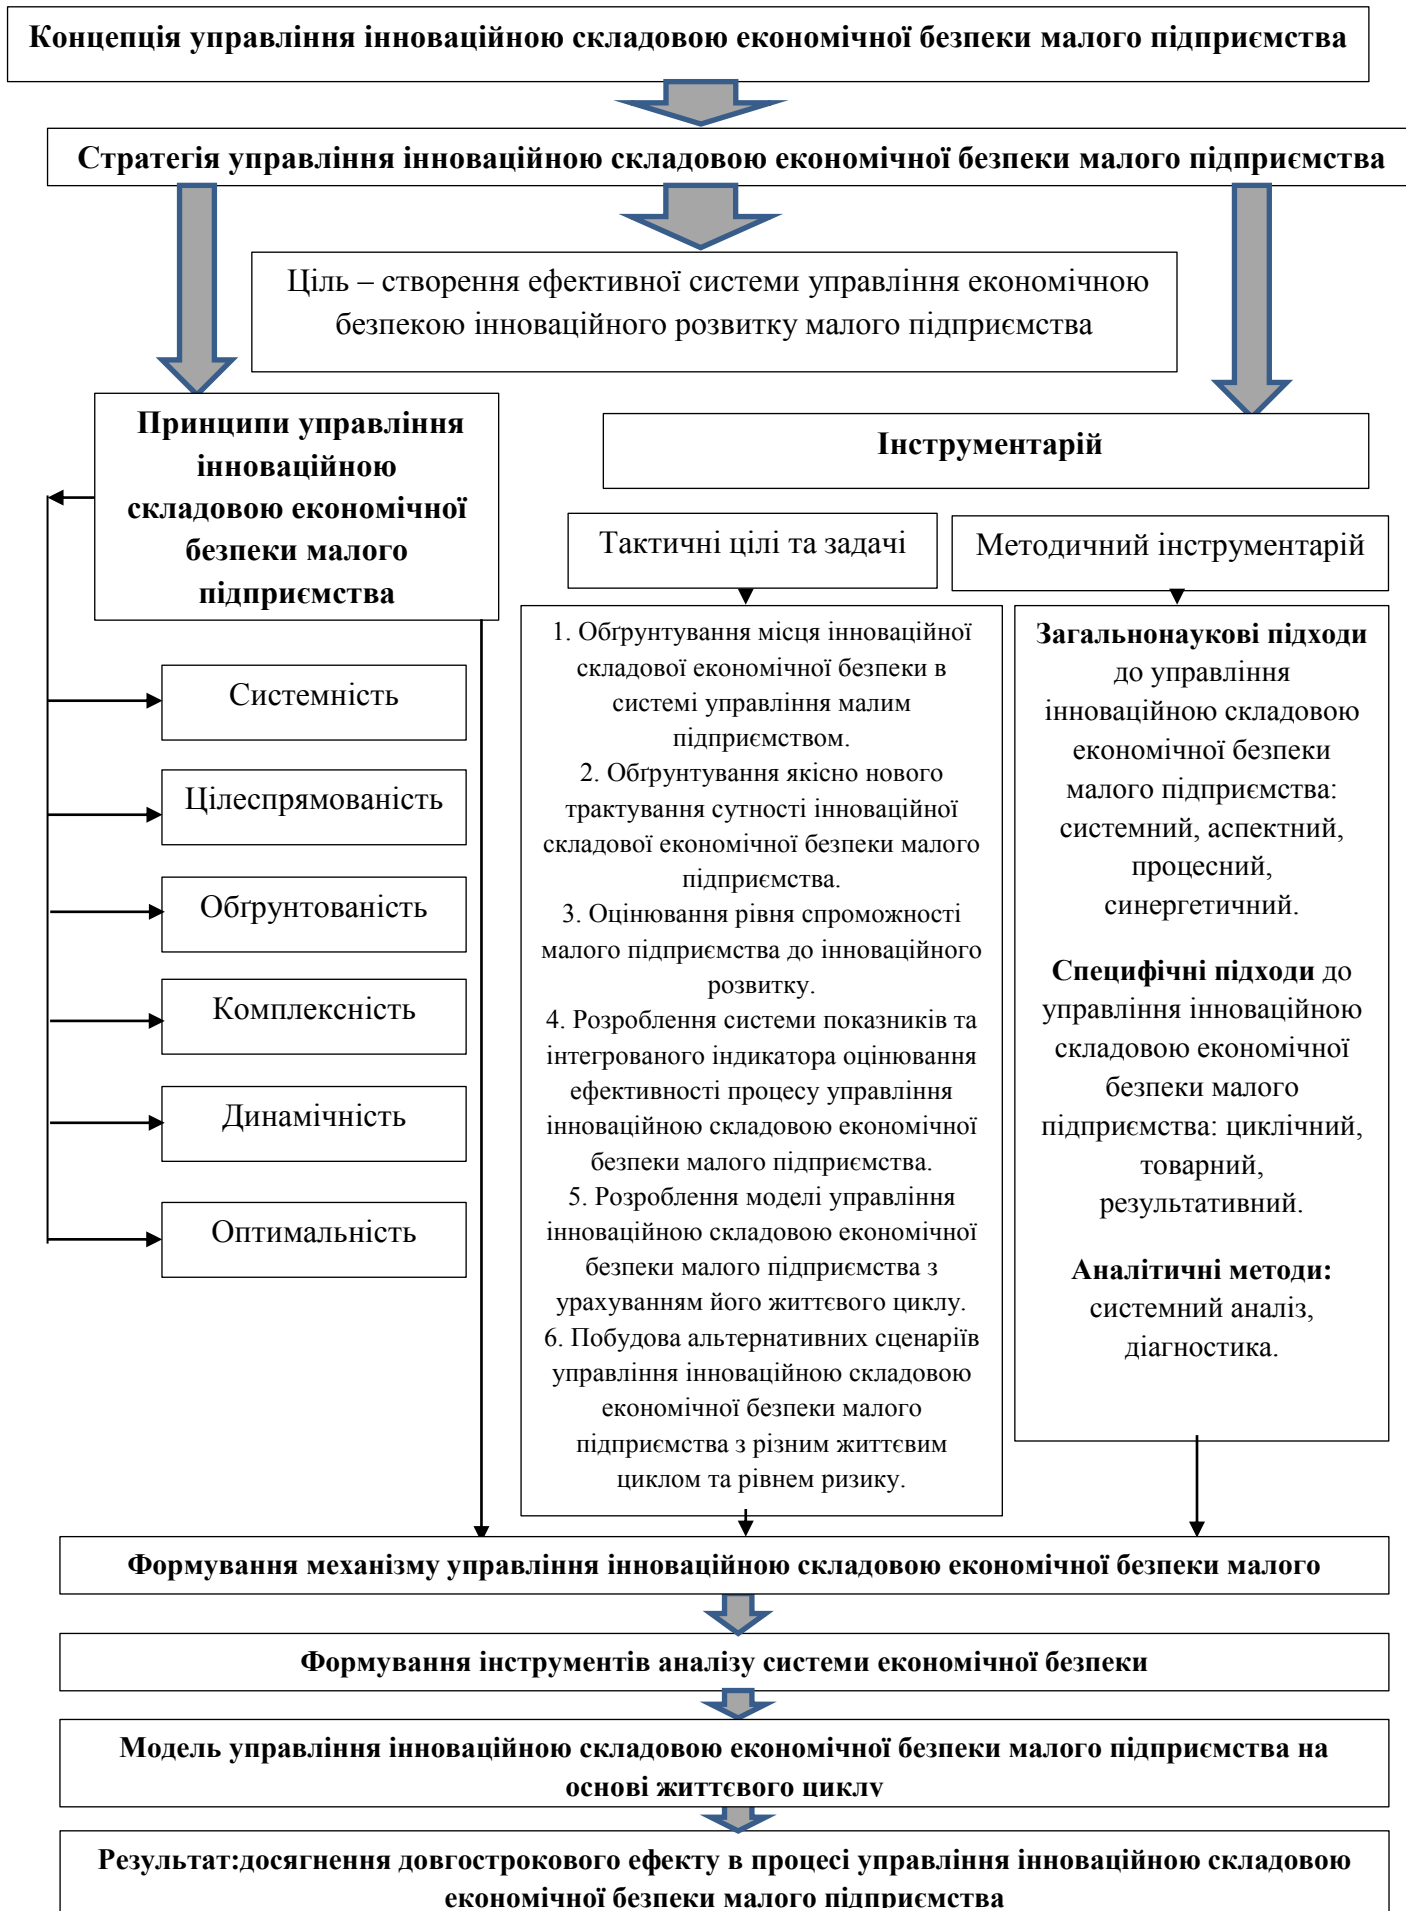 Концепція управління інноваційною складовою економічної безпеки малого підприємства
Стратегія управління інноваційною складовою економічної безпеки малого підприємства
Ціль – створення ефективної системи управління економічною
безпекою інноваційного розвитку малого підприємства
Принципи управління
інноваційною
складовою економічної
безпеки малого
підприємства
Системність
Цілеспрямованість
Обґрунтованість
Комплексність
Динамічність
Оптимальність
Інструментарій
Тактичні цілі та задачі
1. Обґрунтування місця інноваційної
складової економічної безпеки в
системі управління малим
підприємством.
2. Обґрунтування якісно нового
трактування сутності інноваційної
складової економічної безпеки малого
підприємства.
3. Оцінювання рівня спроможності
малого підприємства до інноваційного
розвитку.
4. Розроблення системи показників та
інтегрованого індикатора оцінювання
ефективності процесу управління
інноваційною складовою економічної
безпеки малого підприємства.
5. Розроблення моделі управління
інноваційною складовою економічної
безпеки малого підприємства з
урахуванням його життєвого циклу.
6. Побудова альтернативних сценаріїв
управління інноваційною складовою
економічної безпеки малого
підприємства з різним життєвим
циклом та рівнем ризику.
Методичний інструментарій
Загальнонаукові підходи
до управління
інноваційною складовою
економічної безпеки
малого підприємства:
системний, аспектний,
процесний,
синергетичний.
Специфічні підходи до
управління інноваційною
складовою економічної
безпеки малого
підприємства: циклічний,
товарний,
результативний.
Аналітичні методи:
системний аналіз,
діагностика.
Формування механізму управління інноваційною складовою економічної безпеки малого
Формування інструментів аналізу системи економічної безпеки
Модель управління інноваційною складовою економічної безпеки малого підприємства на
основі життєвого циклу
Результат:досягнення довгострокового ефекту в процесі управління інноваційною складовою
економічної безпеки малого підприємства